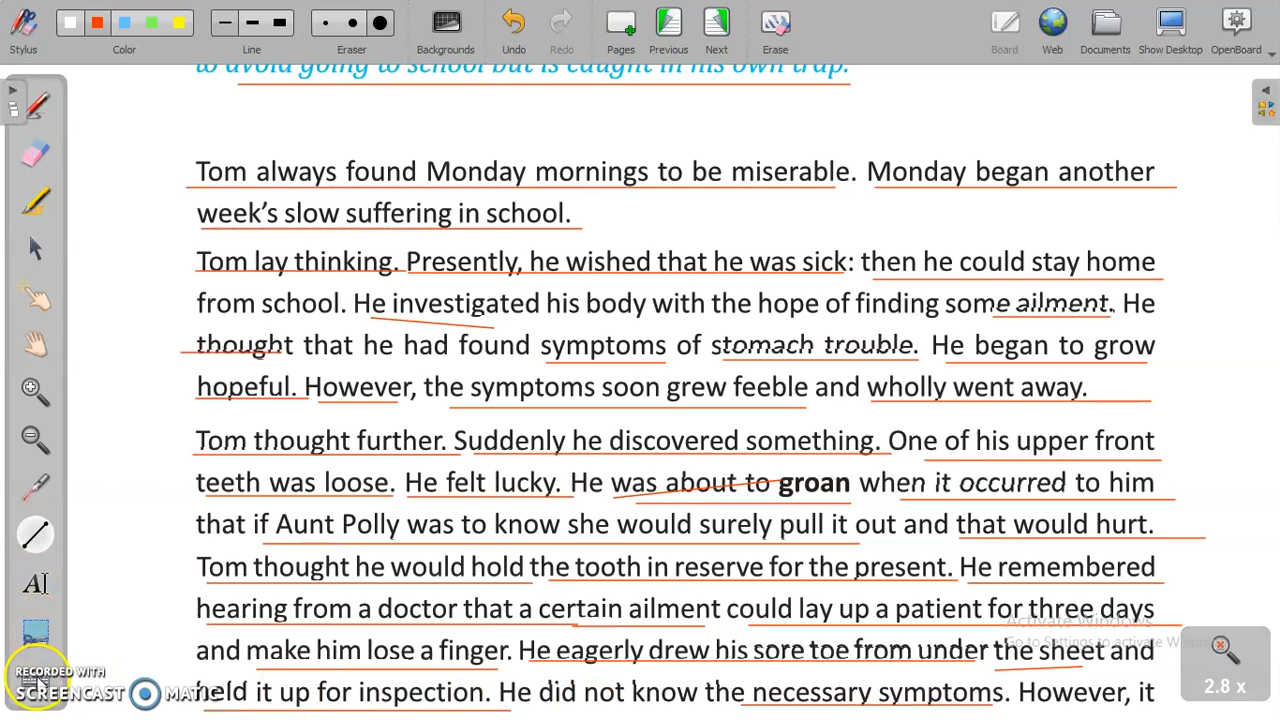 Stylus
Color
Line
Eraser
Backgrounds
Undo
Redo
Pages
Previous
Next
Erase
Board
Web
Documents
Show Desktop
OpenBoard
to avoid going to school but is caught in his own trap.
Tom always found Monday mornings to be miserable. Monday began another
week's slow suffering in school.
Tom lay thinking. Presently, he wished that he was sick: then he could stay home
from school. He investigated his body with the hope of finding some ailment. He
thought that he had found symptoms of stomach trouble. He began to grow
hopeful. However, the symptoms soon grew feeble and wholly went away.
Tom thought further. Suddenly he discovered something. One of his upper front
teeth was loose. He felt lucky. He was about to groan when it occurred to him
that if Aunt Polly was to know she would surely pull it out and that would hurt.
Tom thought he would hold the tooth in reserve for the present. He remembered
hearing from a doctor that a certain ailment could lay up a patient for three days
and make him lose a finger. He eagerly drew his sore toe from under the sheet and
held it up for inspection. He did not know the necessary symptoms. However, it
Activate Windows
Go to Settings to activate Windows
AI
2.8 x
RECORDED WITH
SCREENCAST MATIC